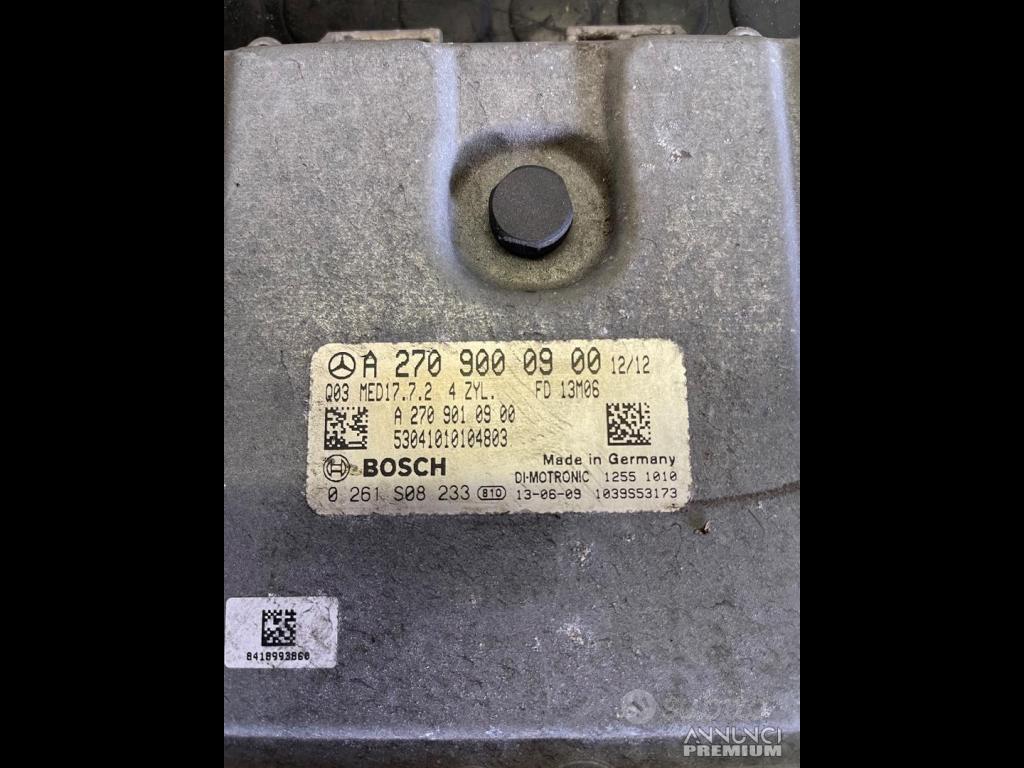 A 270 900 09 00 12/12
Q03 MED17.7.2 4 ZYL. FD 13M06
A 270 901 09 00
53041010104803
BOSCH Made in Germany
DI-MOTRONIC 1255 1010
0 261 S08 233 810 13-06-09 1039S53173
8418993860
subito
ANNUNCI
PREMIUM